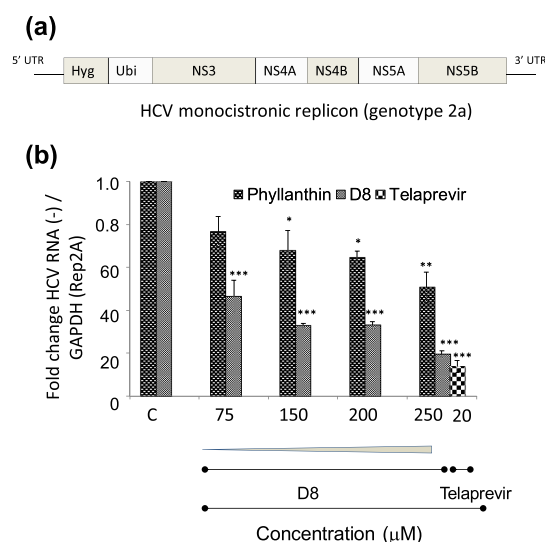 (a)
5' UTR
3' UTR
Hyg Ubi NS3 NS4A NS4B NS5A NS5B
HCV monocistronic replicon (genotype 2a)
(b)
Fold change HCV RNA (-) /
GAPDH (Rep2A)
1.0
0.8
60
40
20
0
Phyllanthin D8 Telaprevir
*
*
**
***
***
***
***
***
C 75 150 200 250 20
D8 Telaprevir
Concentration (µM)